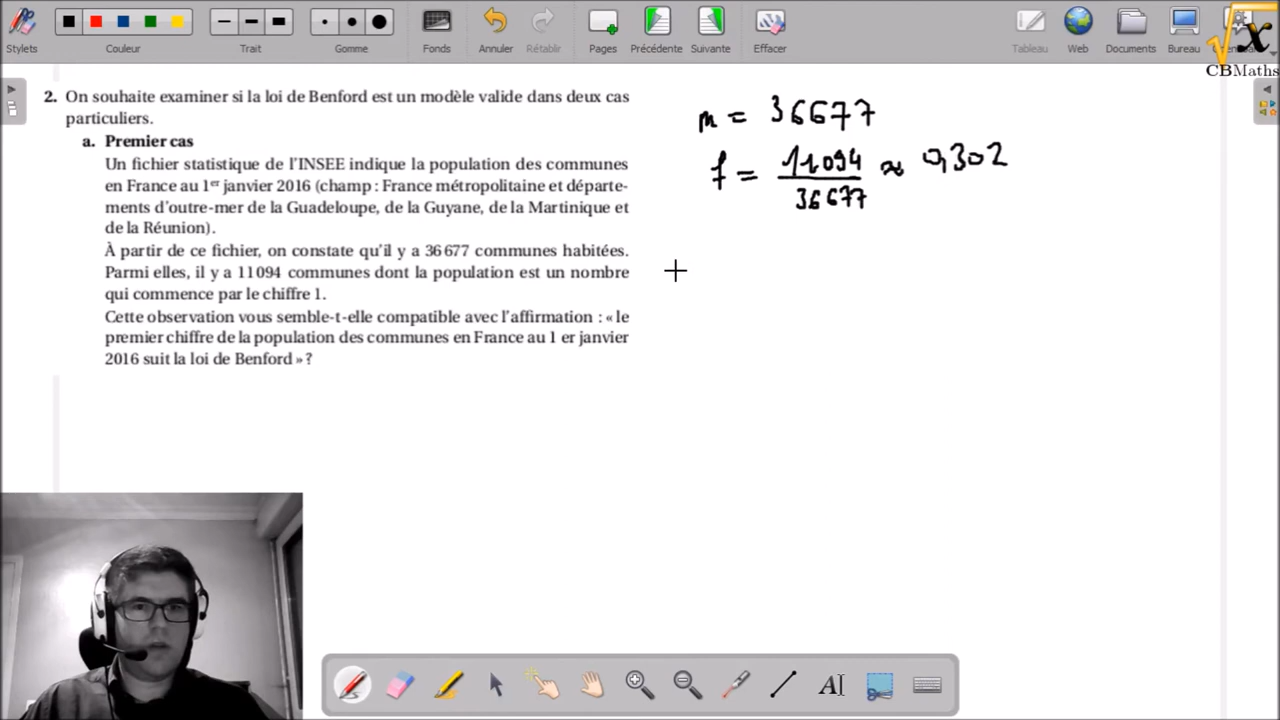 Stylets
Couleur
Trait
Gomme
Fonds
Annuler
Rétablir
Pages
Précédente
Suivante
Effacer
Tableau
Web
Documents
Bureau
√x
CBMaths
2. On souhaite examiner si la loi de Benford est un modèle valide dans deux cas
particuliers.
a. Premier cas
Un fichier statistique de l'INSEE indique la population des communes
en France au 1er janvier 2016 (champ : France métropolitaine et départe-
ments d'outre-mer de la Guadeloupe, de la Guyane, de la Martinique et
de la Réunion).
À partir de ce fichier, on constate qu'il y a 36 677 communes habitées.
Parmi elles, il y a 11 094 communes dont la population est un nombre
qui commence par le chiffre 1.
Cette observation vous semble-t-elle compatible avec l'affirmation : « le
premier chiffre de la population des communes en France au 1 er janvier
2016 suit la loi de Benford » ?
n = 36677
f = 11094 / 36677 ≈ 0,302
AI